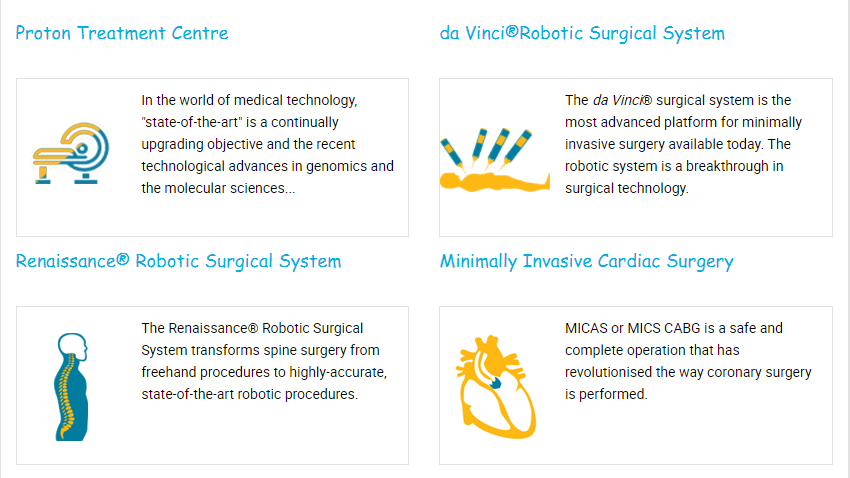 Proton Treatment Centre
In the world of medical technology,
"state-of-the-art" is a continually
upgrading objective and the recent
technological advances in genomics and
the molecular sciences...
da Vinci®Robotic Surgical System
The da Vinci® surgical system is the
most advanced platform for minimally
invasive surgery available today. The
robotic system is a breakthrough in
surgical technology.
Renaissance® Robotic Surgical System
The Renaissance® Robotic Surgical
System transforms spine surgery from
freehand procedures to highly-accurate,
state-of-the-art robotic procedures.
Minimally Invasive Cardiac Surgery
MICAS or MICS CABG is a safe and
complete operation that has
revolutionised the way coronary surgery
is performed.